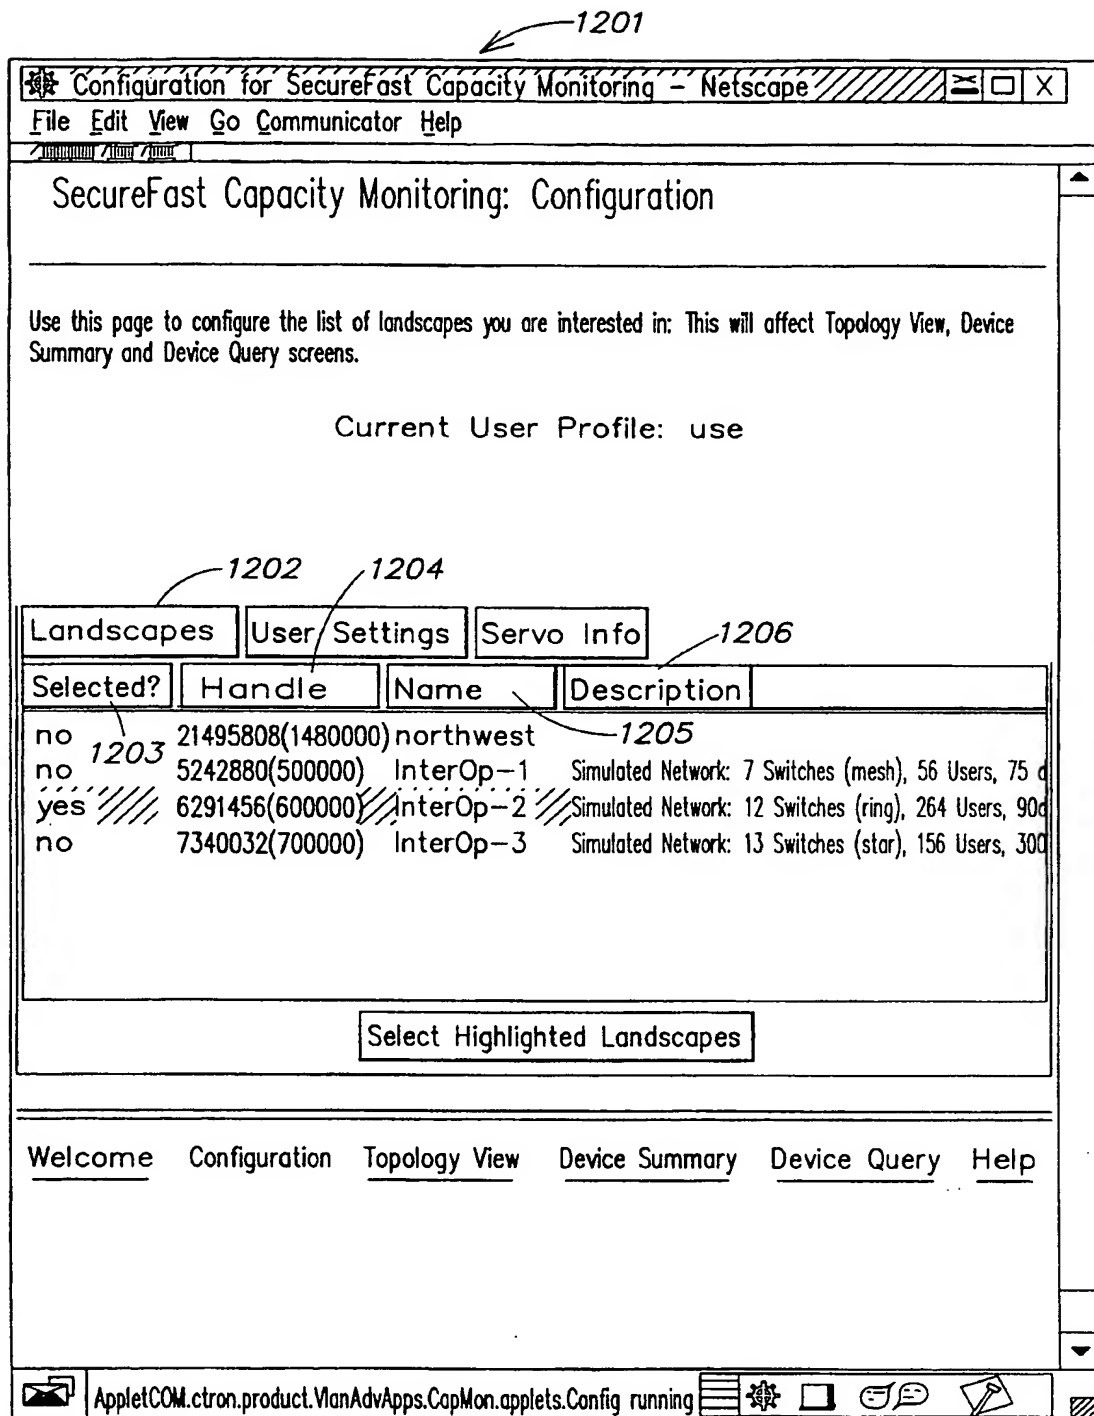 1201
Configuration for SecureFast Capacity Monitoring - Netscape X
File Edit View Go Communicator Help
SecureFast Capacity Monitoring: Configuration
Use this page to configure the list of landscapes you are interested in: This will affect Topology View, Device
Summary and Device Query screens.
Current User Profile: use
1202 1204
Landscapes User Settings Servo Info 1206
Selected? Handle Name Description
no 21495808(1480000) northwest 1205
1203
no 5242880(500000) InterOp-1 Simulated Network: 7 Switches (mesh), 56 Users, 75 d
yes 6291456(600000) InterOp-2 Simulated Network: 12 Switches (ring), 264 Users, 90d
no 7340032(700000) InterOp-3 Simulated Network: 13 Switches (star), 156 Users, 300
Select Highlighted Landscapes
Welcome Configuration Topology View Device Summary Device Query Help
AppletCOM.ctron.product.VlanAdvApps.CapMon.applets.Config running